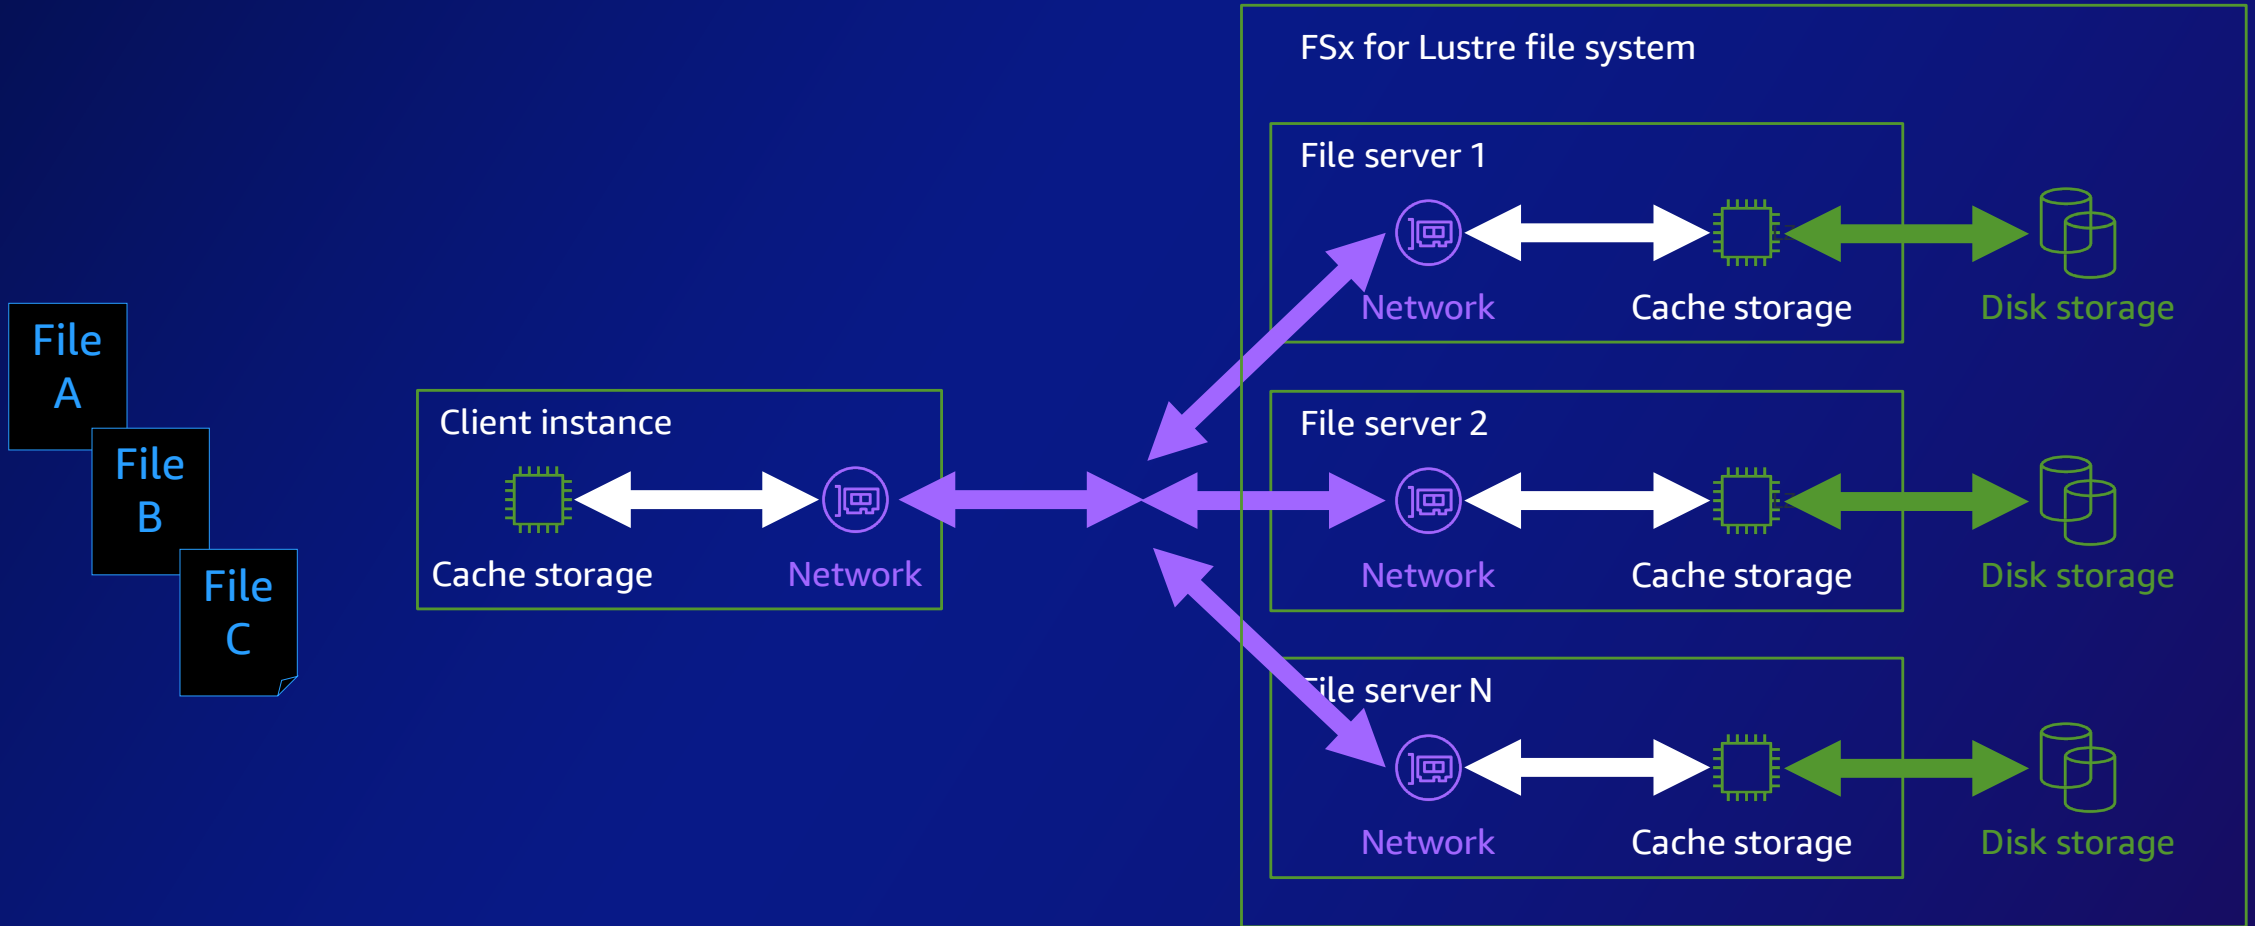 FSx for Lustre file system
File server 1
Network
Cache storage
Disk storage
File
A
File
B
File
C
Client instance
Cache storage
Network
File server 2
Network
Cache storage
Disk storage
File server N
Network
Cache storage
Disk storage